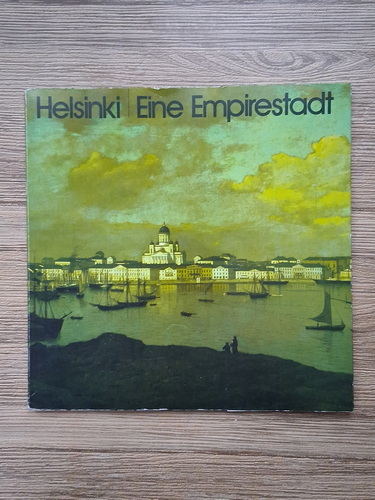 Helsinki | Eine Empirestadt